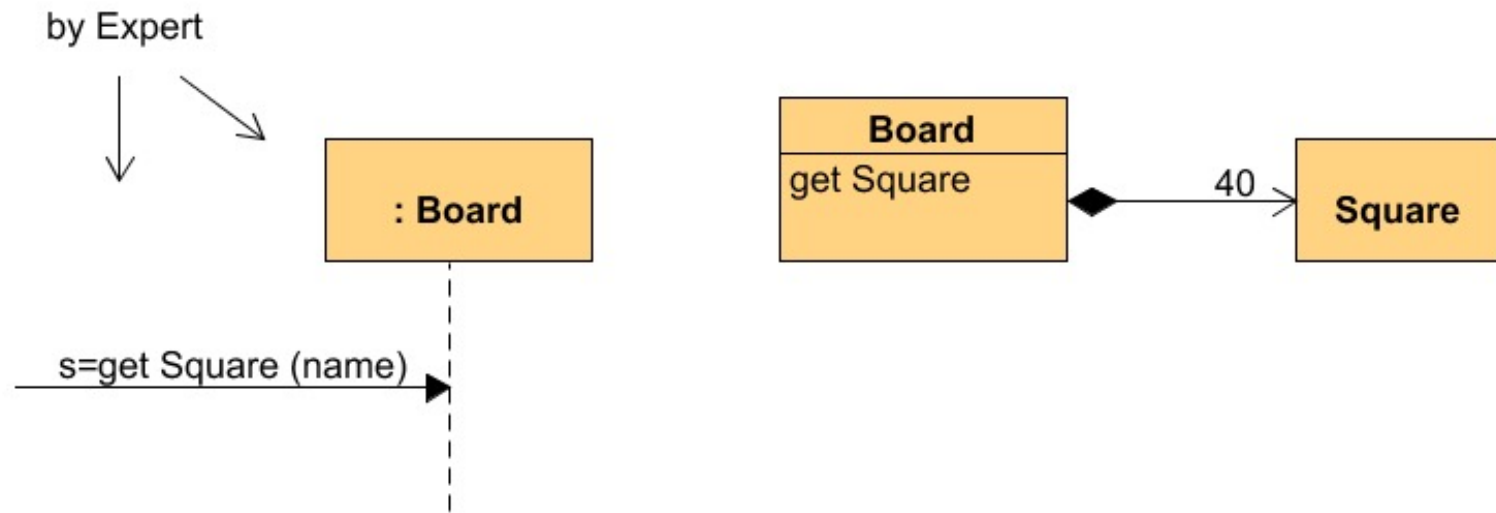 by Expert
: Board
s=get Square (name)
Board
get Square
40
Square